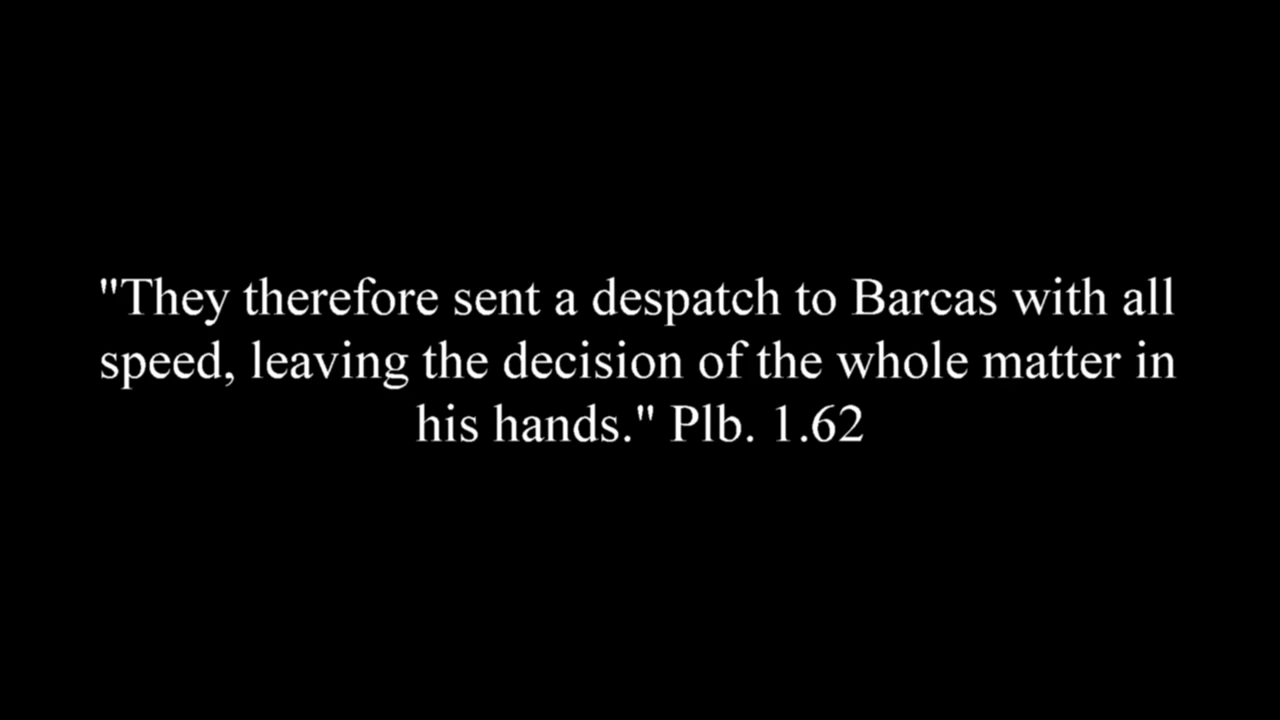 "They therefore sent a despatch to Barcas with all
speed, leaving the decision of the whole matter in
his hands." Plb. 1.62